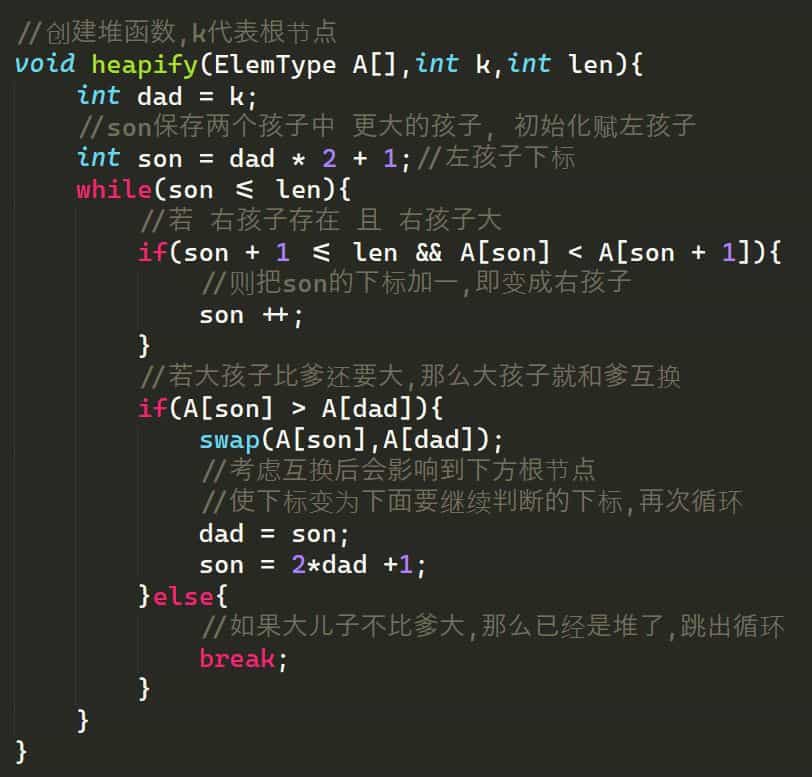 //创建堆函数,k代表根节点
void heapify(ElemType A[],int k,int len){
    int dad = k;
    //son保存两个孩子中 更大的孩子, 初始化赋左孩子
    int son = dad * 2 + 1;//左孩子下标
    while(son <= len){
        //若 右孩子存在 且 右孩子大
        if(son + 1 <= len && A[son] < A[son + 1]){
            //则把son的下标加一,即变成右孩子
            son ++;
        }
        //若大孩子比爹还要大,那么大孩子就和爹互换
        if(A[son] > A[dad]){
            swap(A[son],A[dad]);
            //考虑互换后会影响到下方根节点
            //使下标变为下面要继续判断的下标,再次循环
            dad = son;
            son = 2*dad +1;
        }else{
            //如果大儿子不比爹大,那么已经是堆了,跳出循环
            break;
        }
    }
}